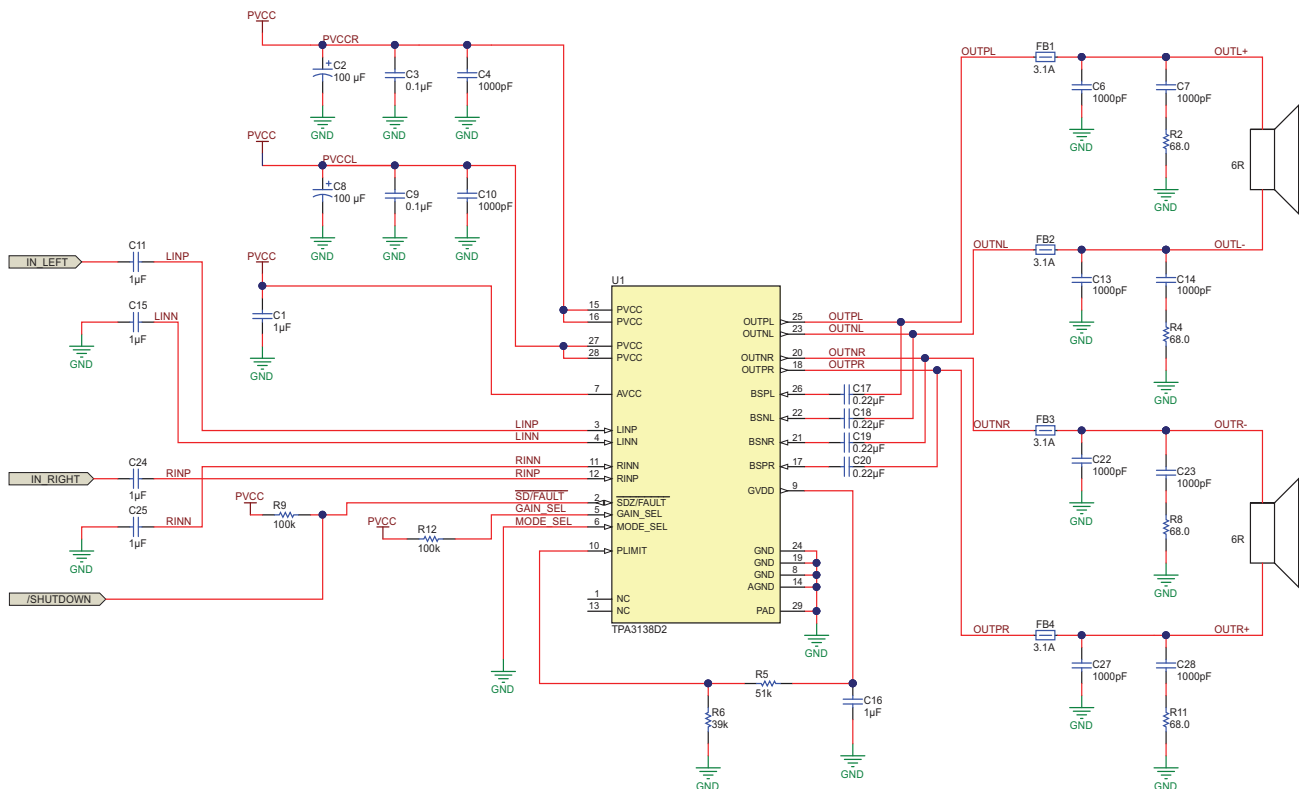 PVCC
PVCCR
C2
100 µF
C3
0.1µF
C4
1000pF
GND
GND
GND
PVCC
PVCCL
C8
100 µF
C9
0.1µF
C10
1000pF
GND
GND
GND
PVCC
C1
1µF
GND
IN_LEFT
C11
1µF
LINP
C15
1µF
LINN
GND
IN_RIGHT
C24
1µF
RINP
C25
1µF
RINN
GND
/SHUTDOWN
PVCC
R9
100k
PVCC
R12
100k
LINP
LINN
RINN
RINP
SD/FAULT
GAIN_SEL
MODE_SEL
GND
U1
15 PVCC
16 PVCC
27 PVCC
28 PVCC
7 AVCC
3 LINP
4 LINN
11 RINN
12 RINP
2 SDZ/FAULT
5 GAIN_SEL
6 MODE_SEL
10 PLIMIT
1 NC
13 NC
TPA3138D2
OUTPL 25 OUTPL
OUTNL 23 OUTNL
OUTNR 20 OUTNR
OUTPR 18 OUTPR
BSPL 26
BSNL 22
BSNR 21
BSPR 17
GVDD 9
GND 24
GND 19
GND 8
AGND 14
PAD 29
GND
C17
0.22µF
C18
0.22µF
C19
0.22µF
C20
0.22µF
R5
51k
R6
39k
GND
C16
1µF
GND
OUTPL
FB1
3.1A
OUTL+
C6
1000pF
GND
C7
1000pF
R2
68.0
GND
6R
OUTNL
FB2
3.1A
OUTL-
C13
1000pF
GND
C14
1000pF
R4
68.0
GND
OUTNR
FB3
3.1A
OUTR-
C22
1000pF
GND
C23
1000pF
R8
68.0
GND
6R
OUTPR
FB4
3.1A
OUTR+
C27
1000pF
GND
C28
1000pF
R11
68.0
GND